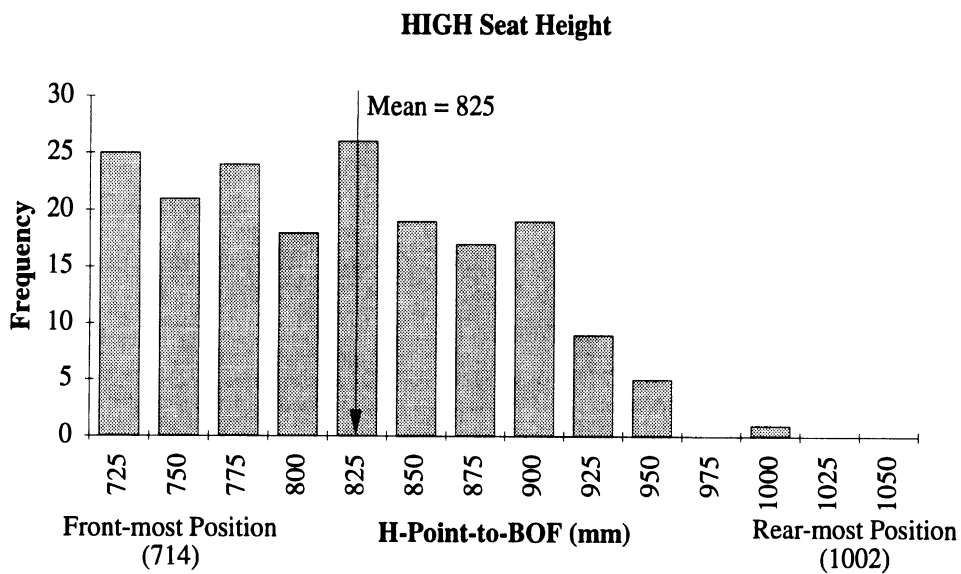 HIGH Seat Height
30
25
20
15
10
5
0
Frequency
Mean = 825
725 750 775 800 825 850 875 900 925 950 975 1000 1025 1050
Front-most Position
(714)
H-Point-to-BOF (mm)
Rear-most Position
(1002)